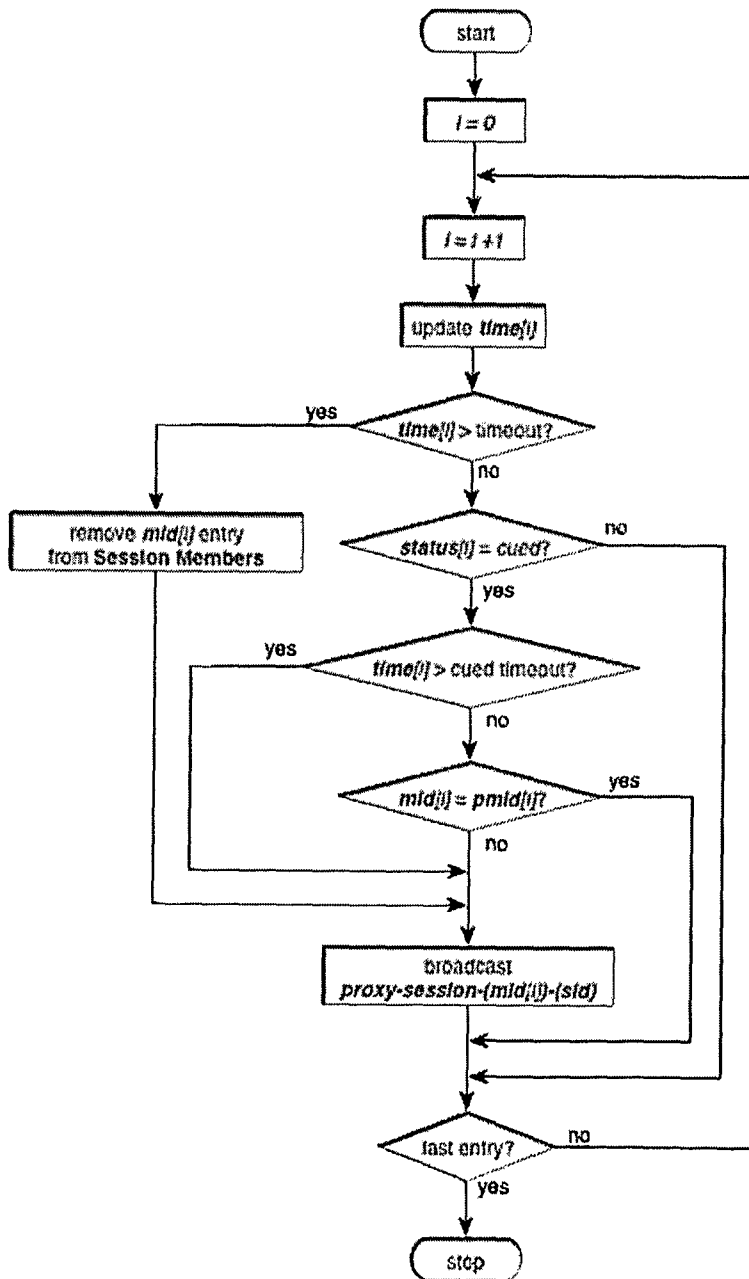 start
i = 0
i = i + 1
update time[i]
yes
time[i] > timeout?
no
remove mid[i] entry
from Session Members
status[i] = cued?
no
yes
yes
time[i] > cued timeout?
no
mid[i] = pmid[i]?
yes
no
broadcast
proxy-session-(mid[i])-(sid)
last entry?
no
yes
stop